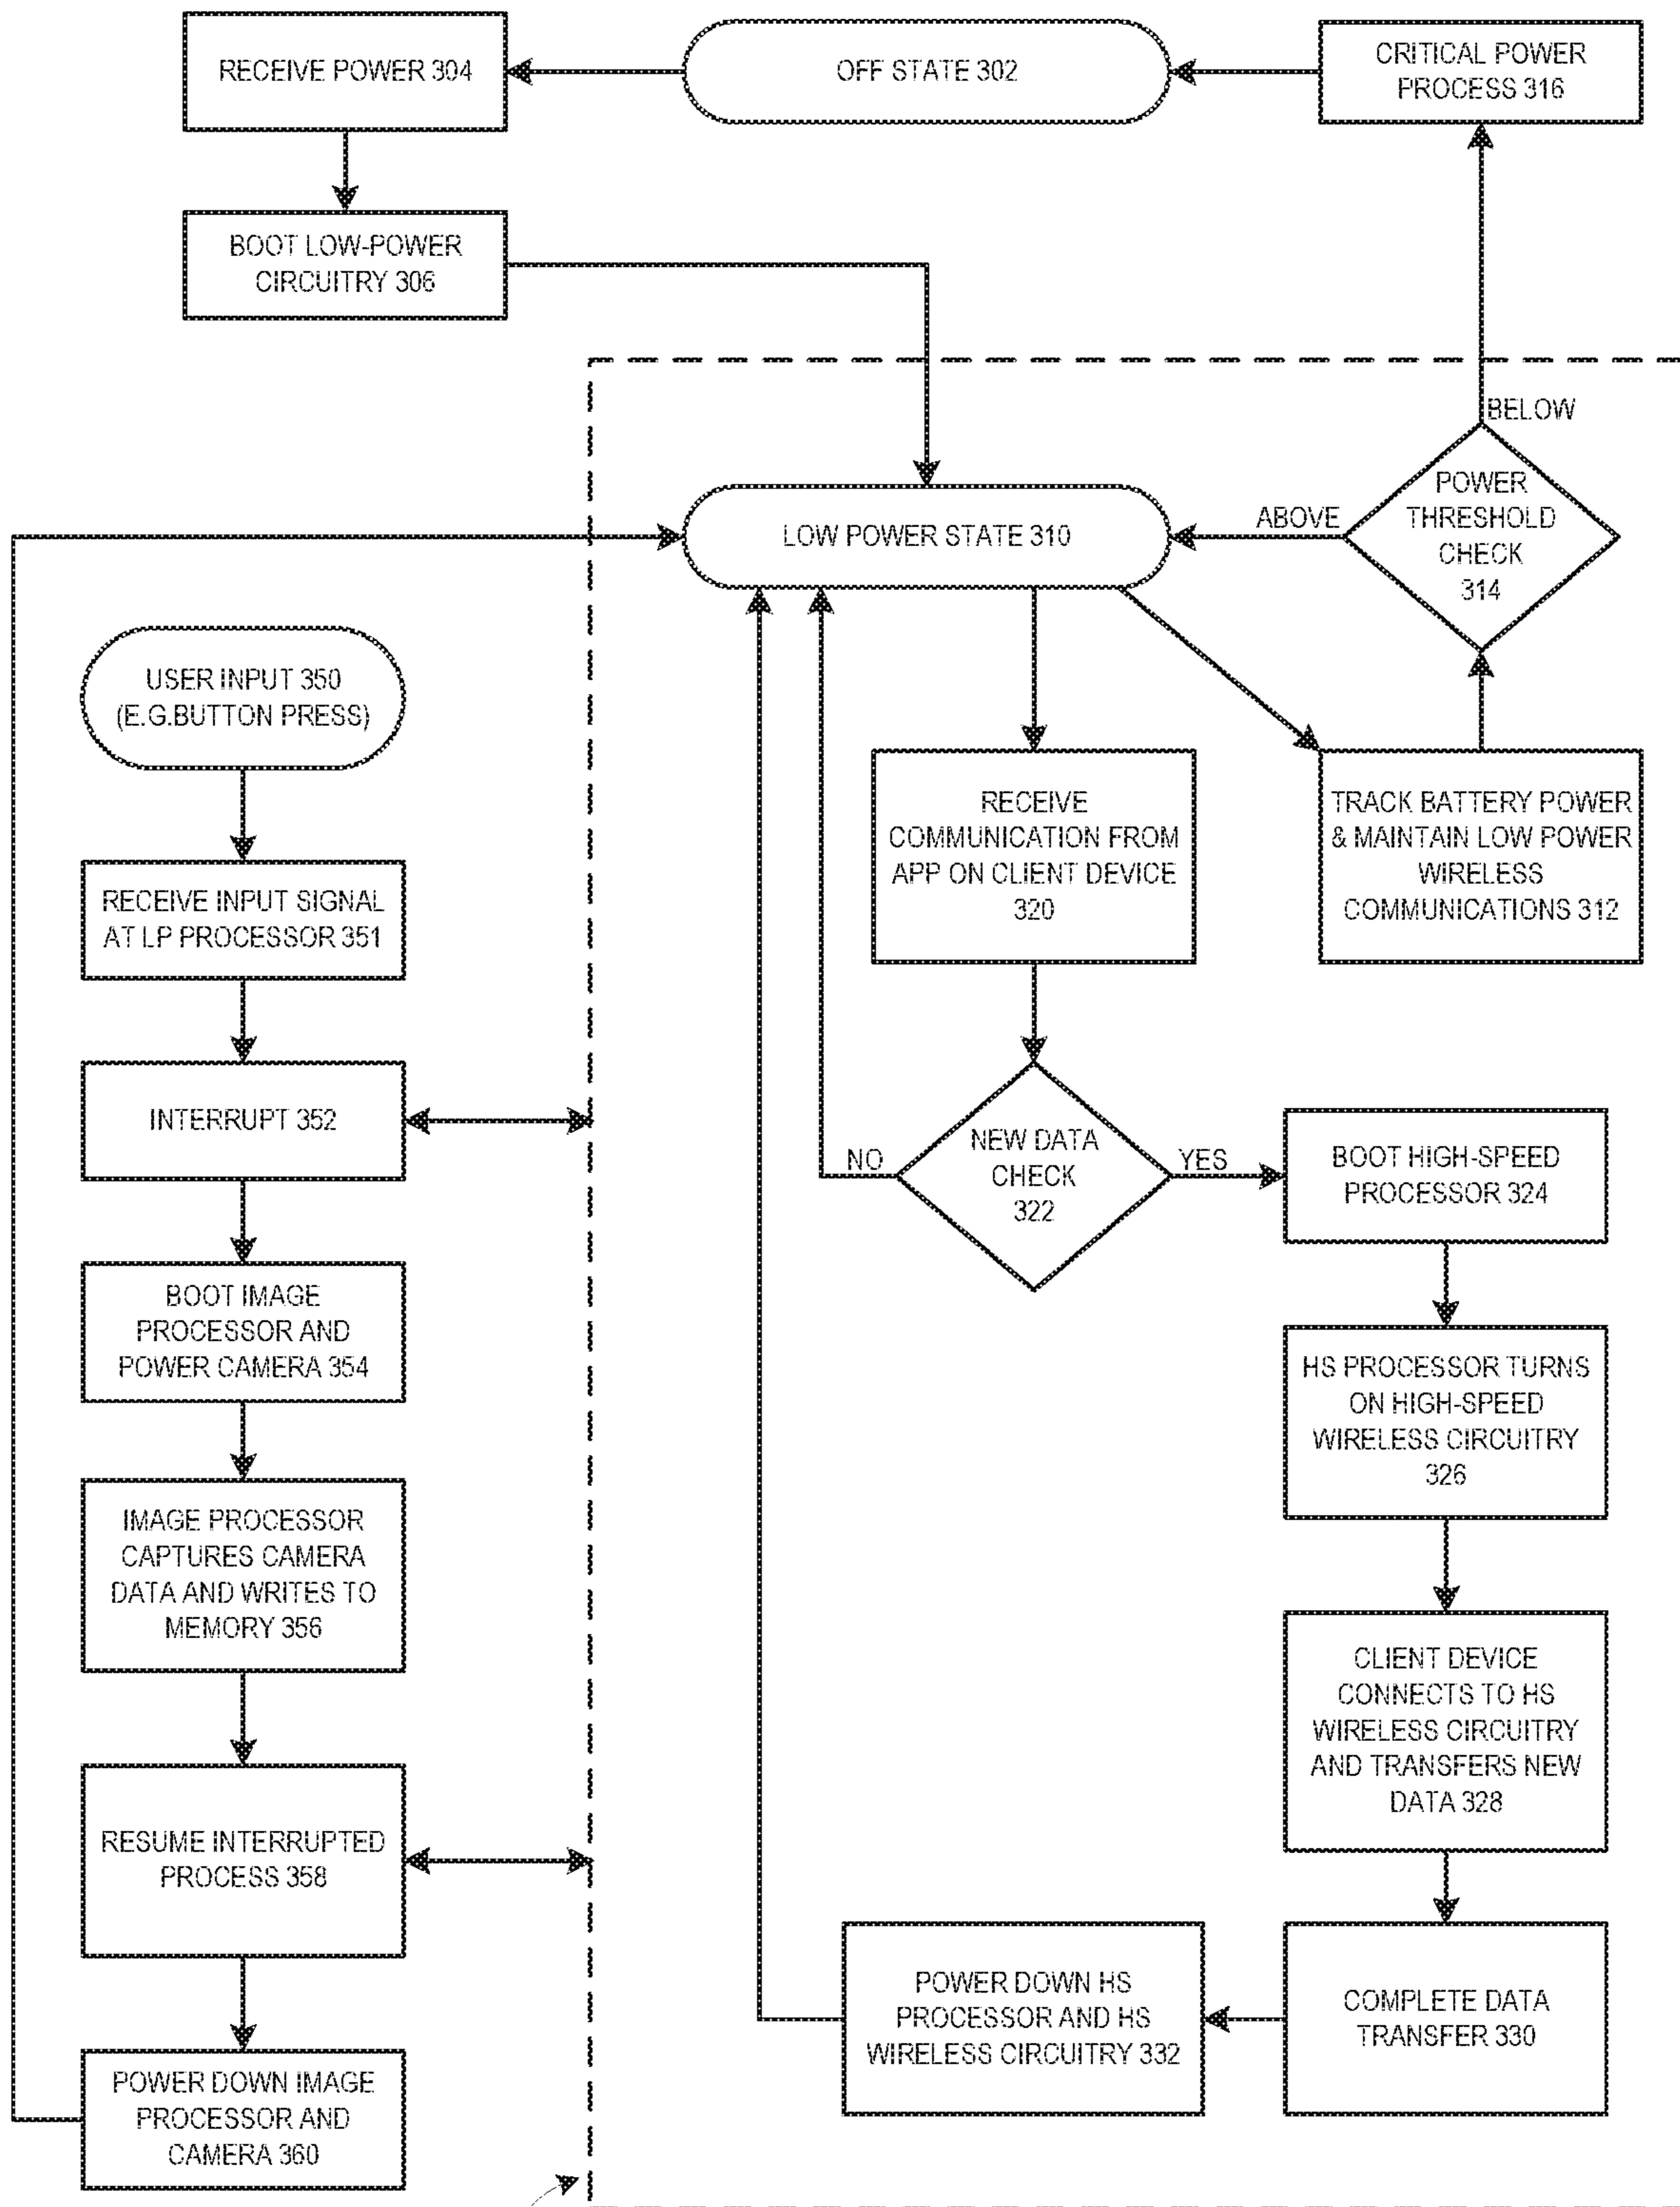 RECEIVE POWER 304
OFF STATE 302
CRITICAL POWER
PROCESS 316
BOOT LOW-POWER
CIRCUITRY 306
BELOW
POWER
THRESHOLD
CHECK
314
ABOVE
LOW POWER STATE 310
USER INPUT 350
(E.G.BUTTON PRESS)
RECEIVE
COMMUNICATION FROM
APP ON CLIENT DEVICE
320
TRACK BATTERY POWER
& MAINTAIN LOW POWER
WIRELESS
COMMUNICATIONS 312
RECEIVE INPUT SIGNAL
AT LP PROCESSOR 351
INTERRUPT 352
NO
NEW DATA
CHECK
322
YES
BOOT HIGH-SPEED
PROCESSOR 324
BOOT IMAGE
PROCESSOR AND
POWER CAMERA 354
HS PROCESSOR TURNS
ON HIGH-SPEED
WIRELESS CIRCUITRY
326
IMAGE PROCESSOR
CAPTURES CAMERA
DATA AND WRITES TO
MEMORY 356
CLIENT DEVICE
CONNECTS TO HS
WIRELESS CIRCUITRY
AND TRANSFERS NEW
DATA 328
RESUME INTERRUPTED
PROCESS 358
POWER DOWN HS
PROCESSOR AND HS
WIRELESS CIRCUITRY 332
COMPLETE DATA
TRANSFER 330
POWER DOWN IMAGE
PROCESSOR AND
CAMERA 360